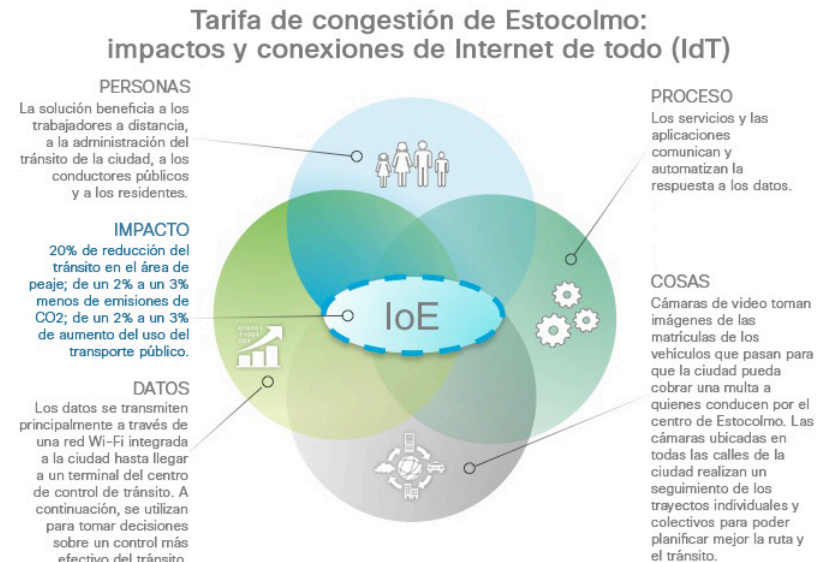 Tarifa de congestión de Estocolmo:
impactos y conexiones de Internet de todo (IdT)
PERSONAS
La solución beneficia a los
trabajadores a distancia,
a la administración del
tránsito de la ciudad, a los
conductores públicos
y a los residentes.
IMPACTO
20% de reducción del
tránsito en el área de
peaje; de un 2% a un 3%
menos de emisiones de
CO2; de un 2% a un 3%
de aumento del uso del
transporte público.
DATOS
Los datos se transmiten
principalmente a través de
una red Wi-Fi integrada
a la ciudad hasta llegar
a un terminal del centro
de control de tránsito. A
continuación, se utilizan
para tomar decisiones
sobre un control más
efectivo del tránsito.
010101
11001
001
IoE
PROCESO
Los servicios y las
aplicaciones
comunican y
automatizan la
respuesta a los datos.
COSAS
Cámaras de video toman
imágenes de las
matrículas de los
vehículos que pasan para
que la ciudad pueda
cobrar una multa a
quienes conducen por el
centro de Estocolmo. Las
cámaras ubicadas en
todas las calles de la
ciudad realizan un
seguimiento de los
trayectos individuales y
colectivos para poder
planificar mejor la ruta y
el tránsito.